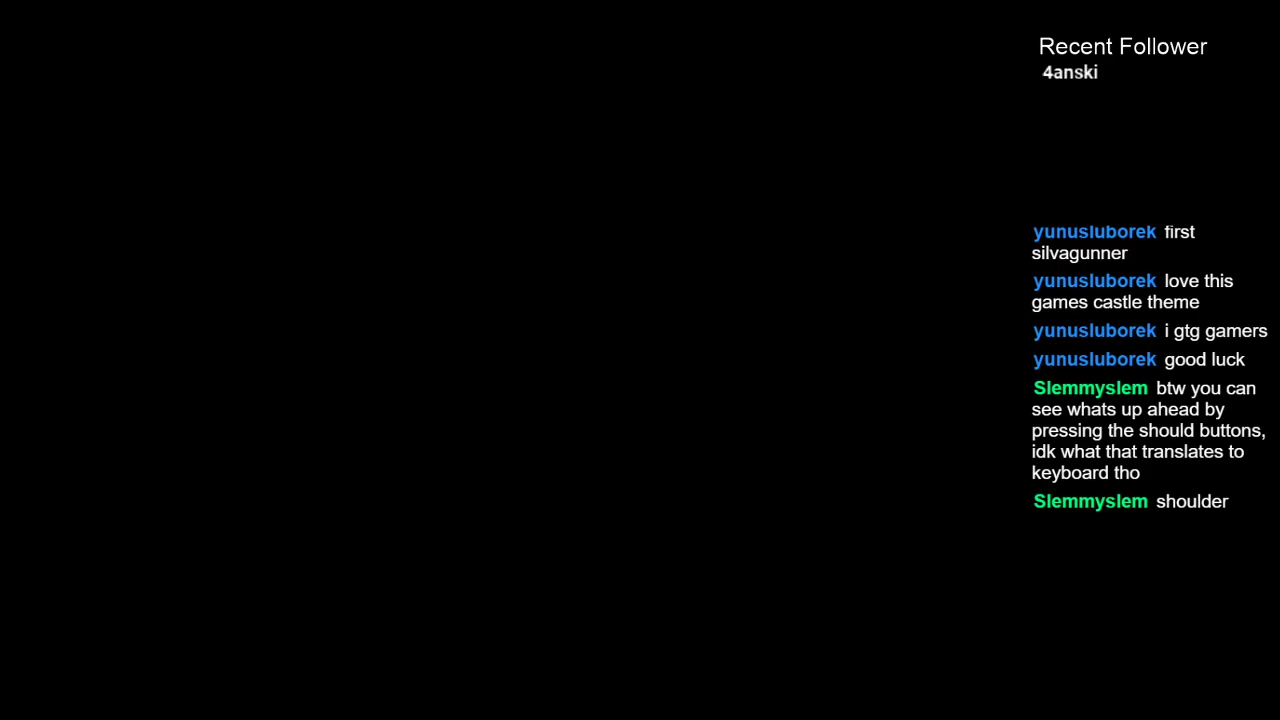 Recent Follower
4anski
yunusluborek first
silvagunner
yunusluborek love this
games castle theme
yunusluborek i gtg gamers
yunusluborek good luck
Slemmyslem btw you can
see whats up ahead by
pressing the should buttons,
idk what that translates to
keyboard tho
Slemmyslem shoulder